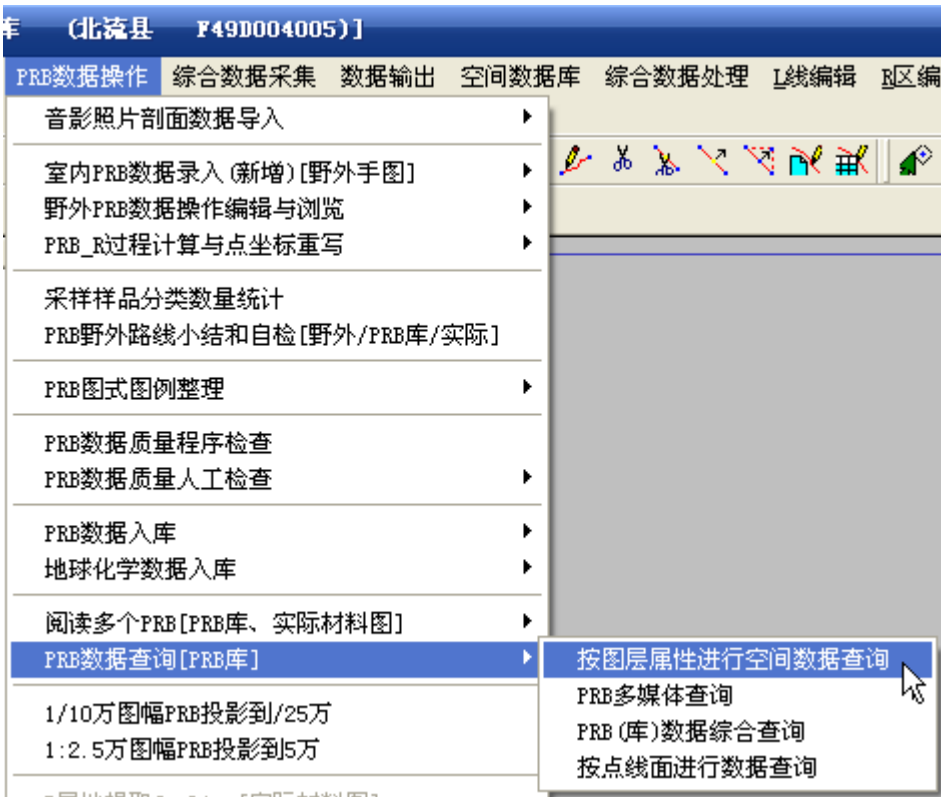 库 (北流县 F49D004005)]
PRB数据操作 综合数据采集 数据输出 空间数据库 综合数据处理 L线编辑 R区编
音影照片剖面数据导入
室内PRB数据录入(新增)[野外手图]
野外PRB数据操作编辑与浏览
PRB_R过程计算与点坐标重写
采样样品分类数量统计
PRB野外路线小结和自检[野外/PRB库/实际]
PRB图式图例整理
PRB数据质量程序检查
PRB数据质量人工检查
PRB数据入库
地球化学数据入库
阅读多个PRB[PRB库、实际材料图]
PRB数据查询[PRB库]
按图层属性进行空间数据查询
PRB多媒体查询
1/10万图幅PRB投影到/25万
PRB(库)数据综合查询
1:2.5万图幅PRB投影到5万
按点线面进行数据查询